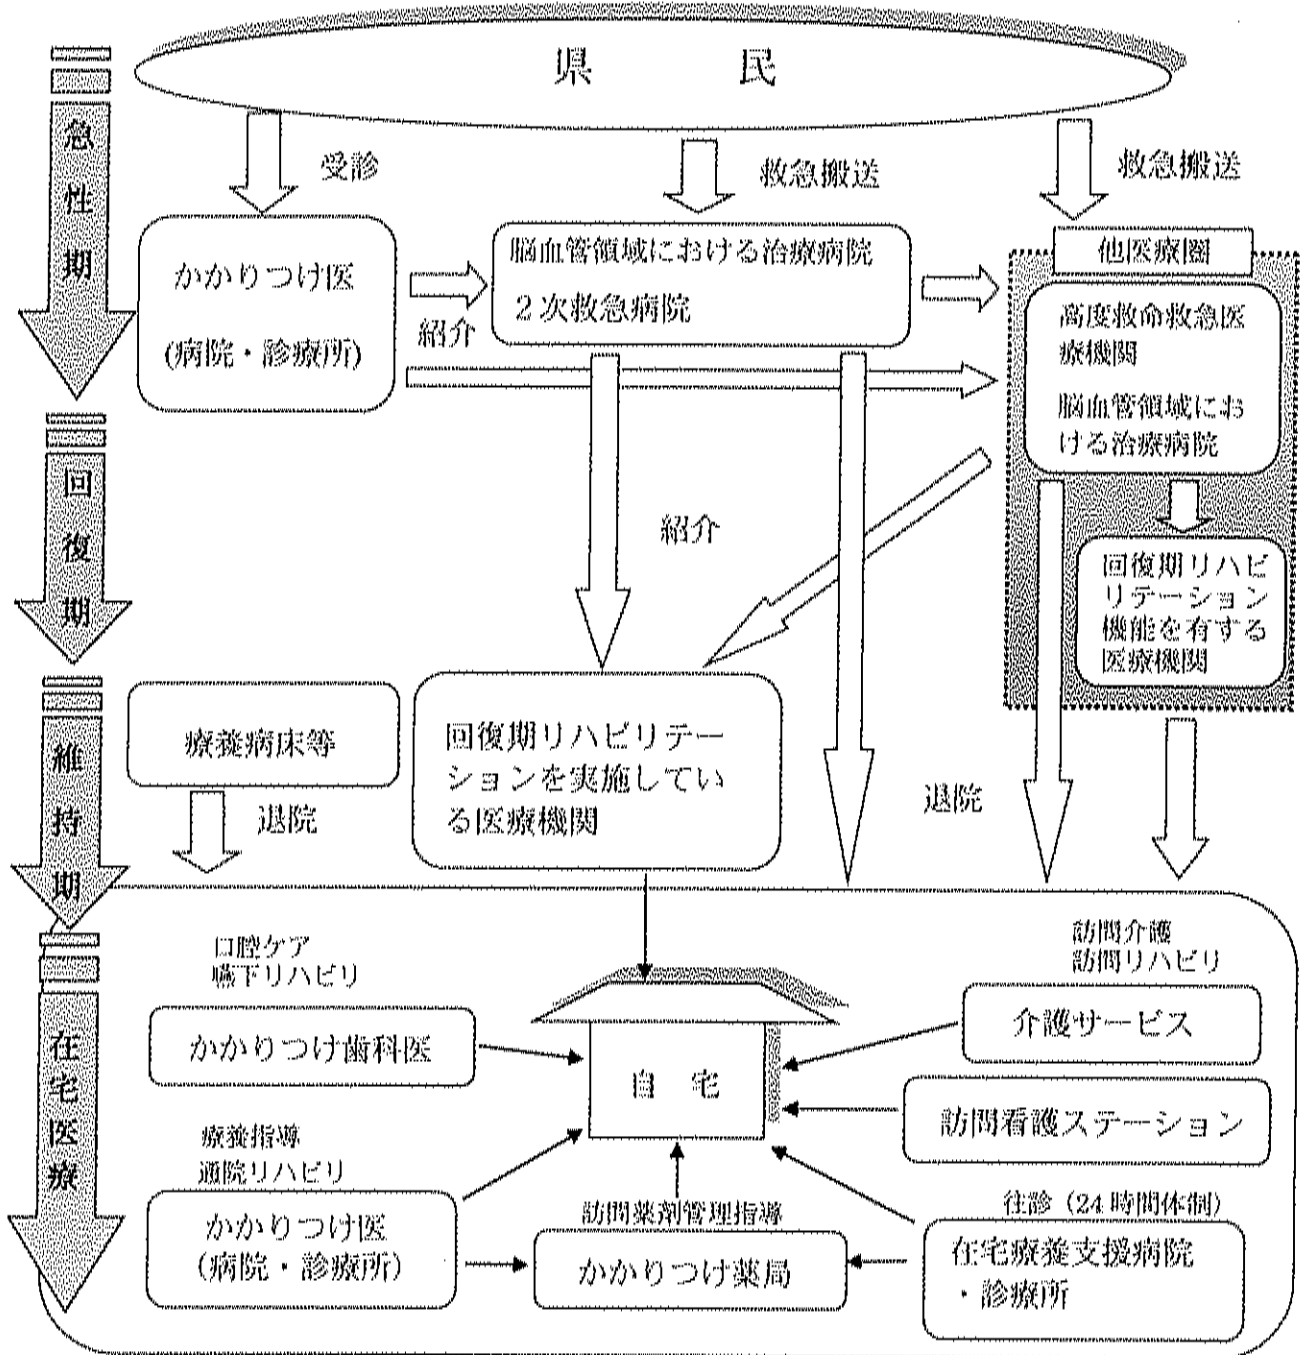 県 民
急性期
受診
救急搬送
救急搬送
かかりつけ医
(病院・診療所)
紹介
脳血管領域における治療病院
2次救急病院
他医療圏
高度救命救急医
療機関
脳血管領域にお
ける治療病院
回復期
紹介
回復期リハビ
リテーション
機能を有する
医療機関
維持期
療養病床等
退院
回復期リハビリテー
ションを実施してい
る医療機関
退院
在宅医療
口腔ケア
嚥下リハビリ
かかりつけ歯科医
訪問介護
訪問リハビリ
介護サービス
自 宅
訪問看護ステーション
療養指導
通院リハビリ
かかりつけ医
(病院・診療所)
訪問薬剤管理指導
かかりつけ薬局
往診(24時間体制)
在宅療養支援病院
・診療所